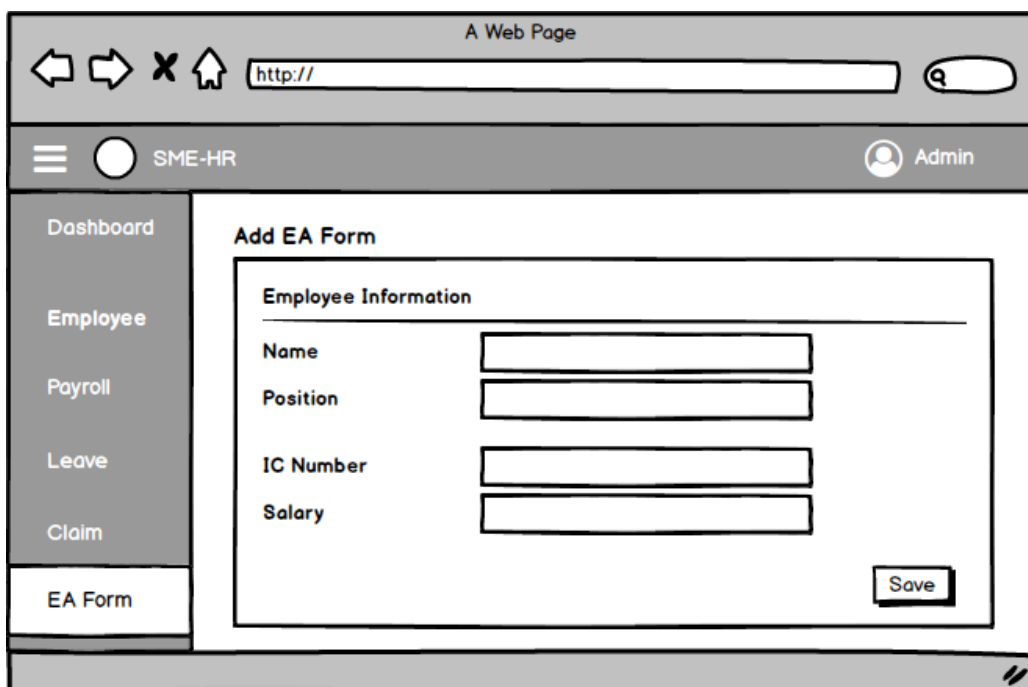 A Web Page
http://
SME-HR
Admin
Dashboard
Employee
Payroll
Leave
Claim
EA Form
Add EA Form
Employee Information
Name
Position
IC Number
Salary
Save